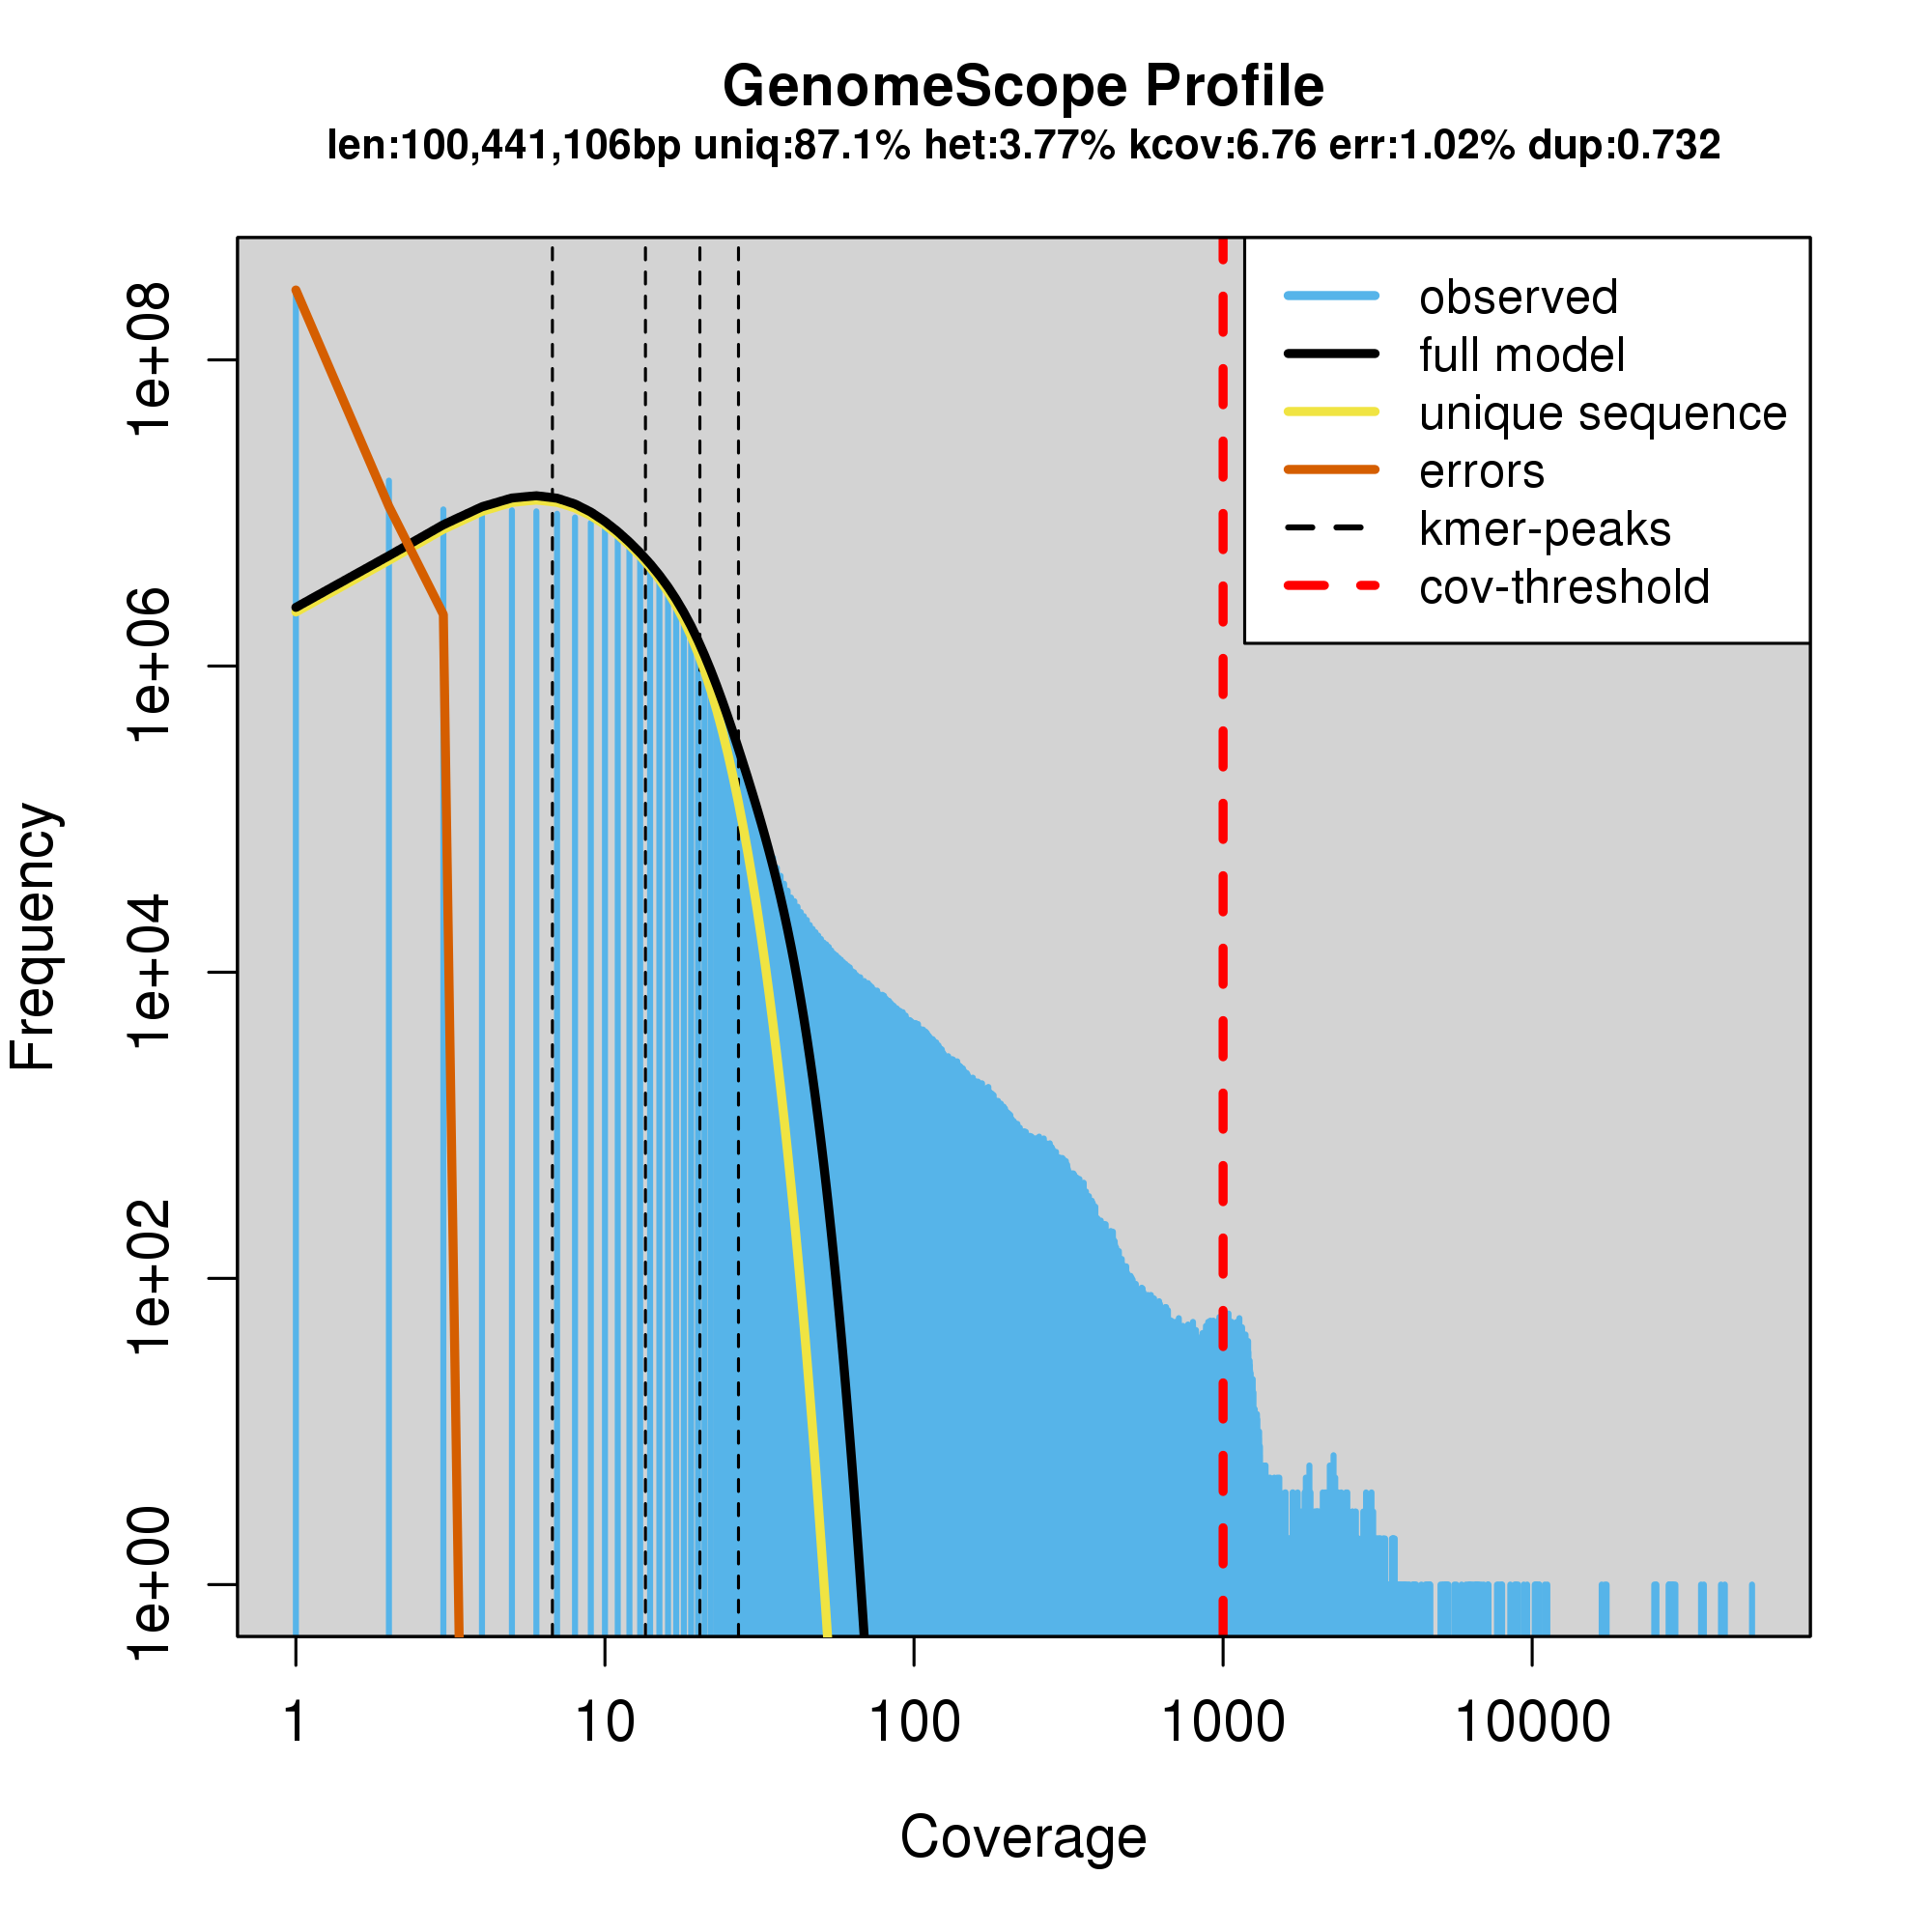 GenomeScope Profile
len:100,441,106bp uniq:87.1% het:3.77% kcov:6.76 err:1.02% dup:0.732
observed
full model
unique sequence
errors
kmer-peaks
cov-threshold
Frequency
1e+08
1e+06
1e+04
1e+02
1e+00
1 10 100 1000 10000
Coverage